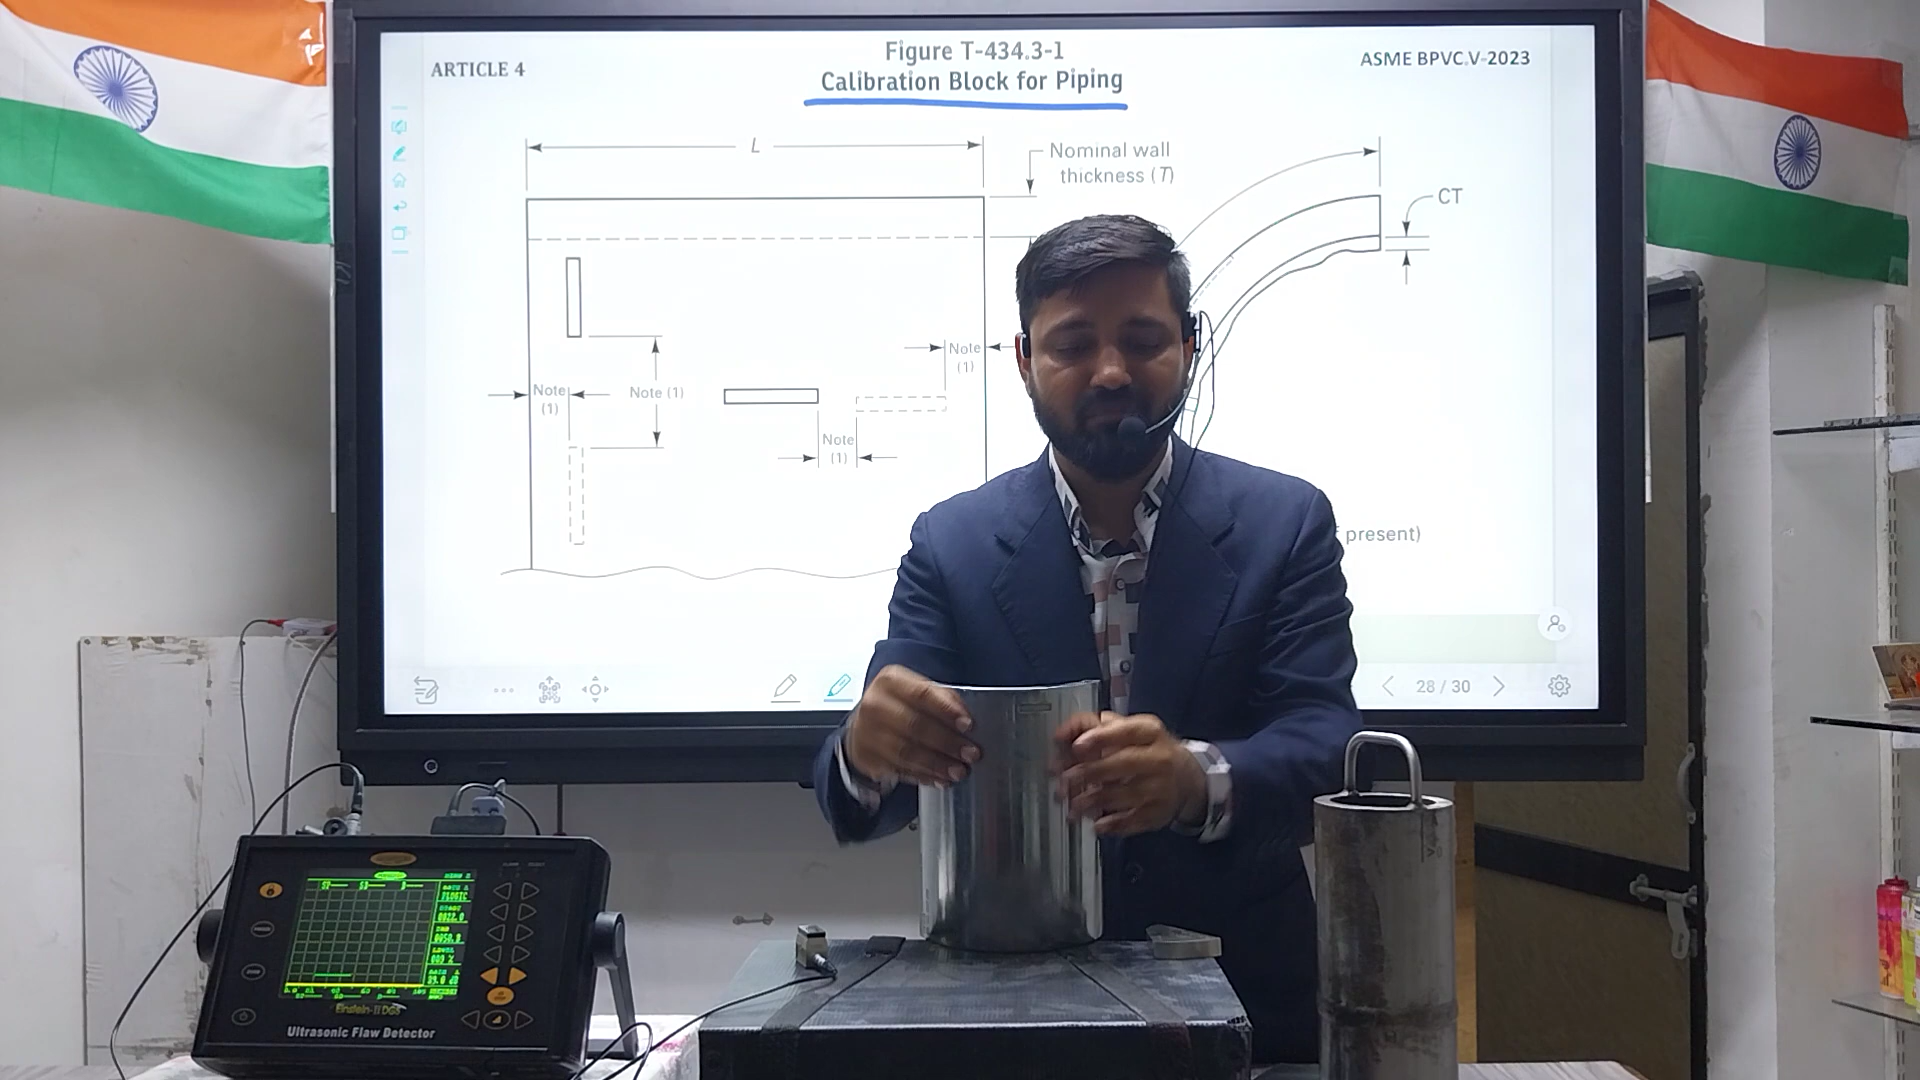 ARTICLE 4
Figure T-434.3-1
Calibration Block for Piping
ASME BPVC.V-2023
L
Nominal wall
thickness (T)
CT
Note
(1)
Note (1)
Note
(1)
Note
(1)
present)
28 / 30
Einstein-II DGS
Ultrasonic Flaw Detector